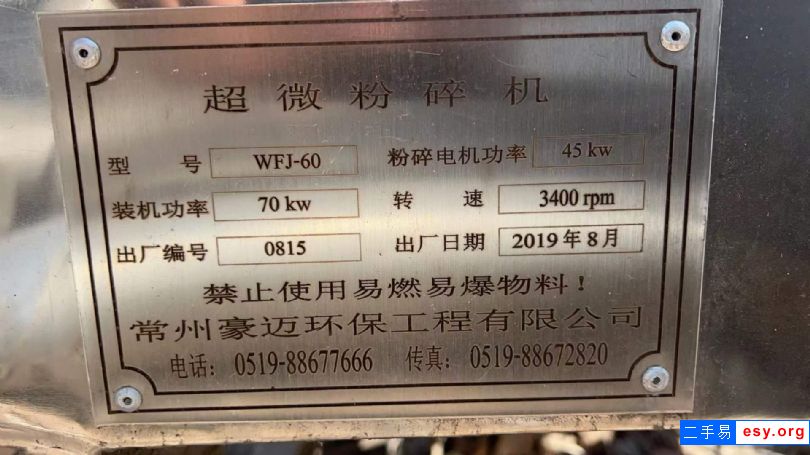 超微粉碎机
型 号 WFJ-60 粉碎电机功率 45 kw
装机功率 70 kw 转 速 3400 rpm
出厂编号 0815 出厂日期 2019年8月
禁止使用易燃易爆物料！
常州豪迈环保工程有限公司
电话：0519-88677666 传真：0519-88672820
二手易 esy.org